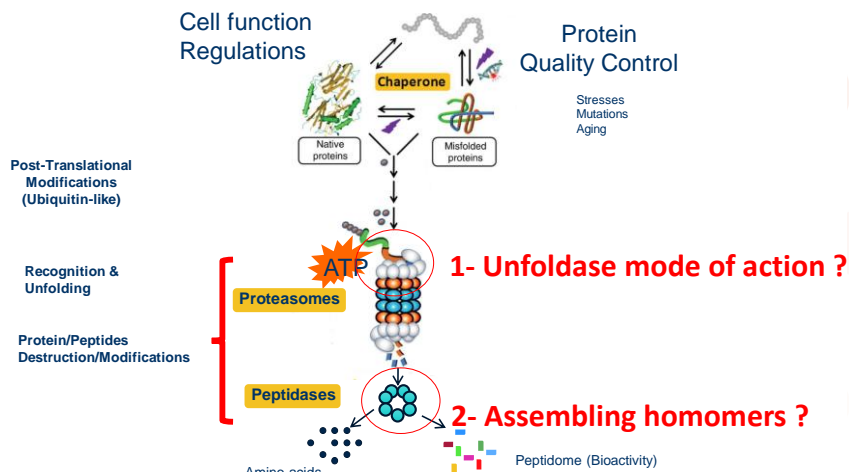 Cell function
Regulations
Protein
Quality Control
Chaperone
Stresses
Mutations
Aging
Native
proteins
Misfolded
proteins
Post-Translational
Modifications
(Ubiquitin-like)
ATP
1- Unfoldase mode of action ?
Recognition &
Unfolding
Proteasomes
Protein/Peptides
Destruction/Modifications
Peptidases
2- Assembling homomers ?
Peptidome (Bioactivity)
Amino acids